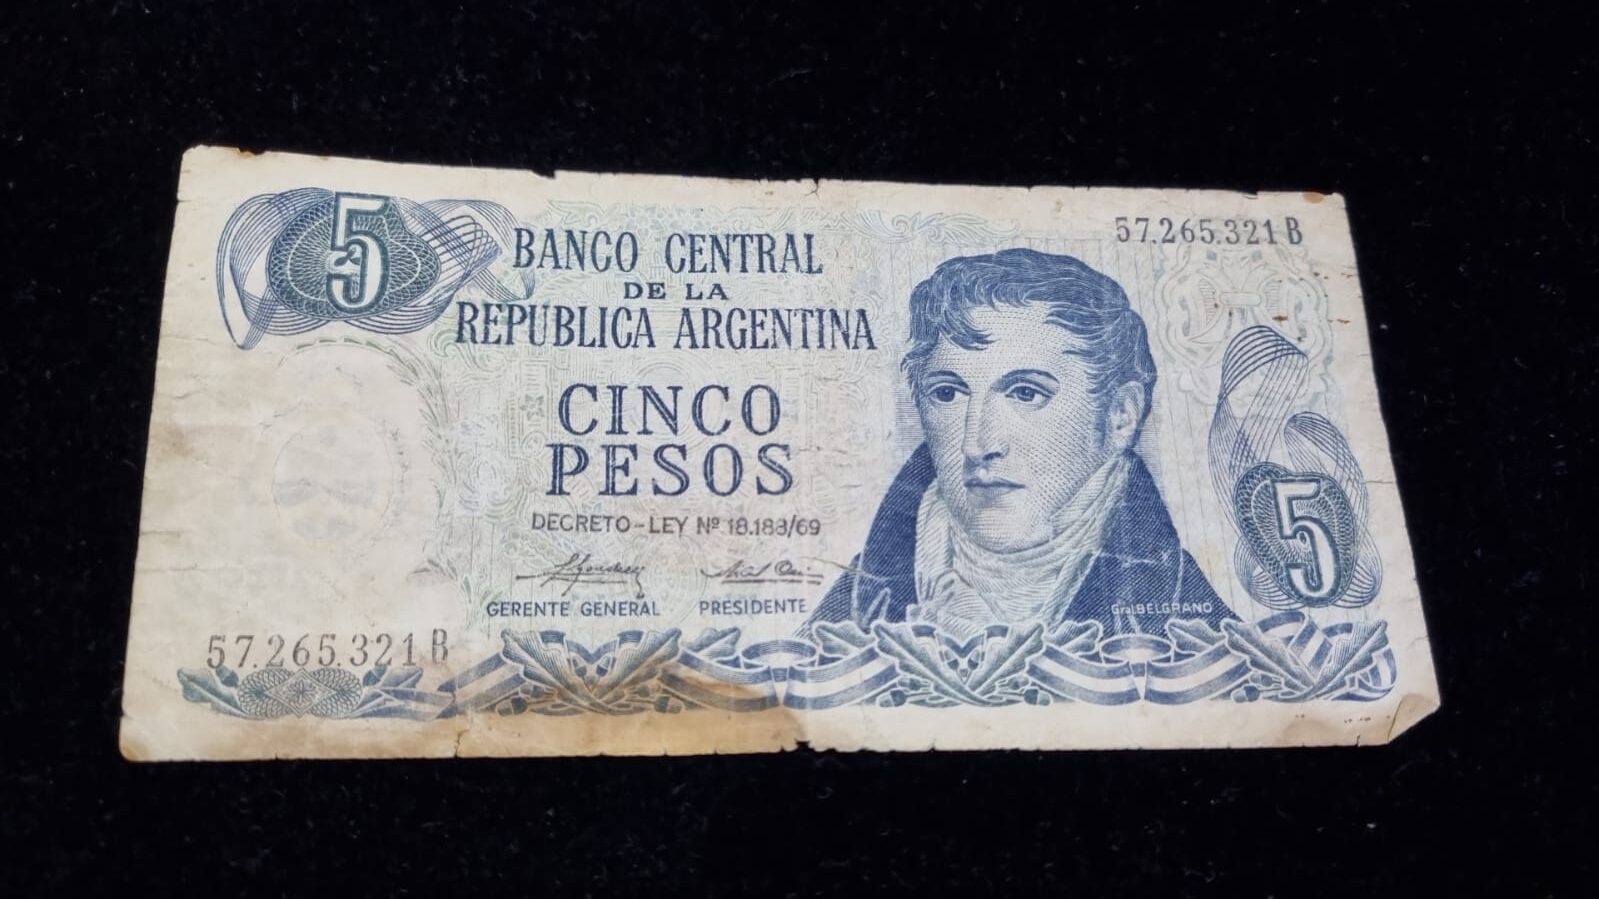 5
57.265.321 B
BANCO CENTRAL
DE LA
REPUBLICA ARGENTINA
CINCO
PESOS
DECRETO-LEY Nº 18.188/69
GERENTE GENERAL PRESIDENTE
Gral BELGRANO
5
57.265.321 B